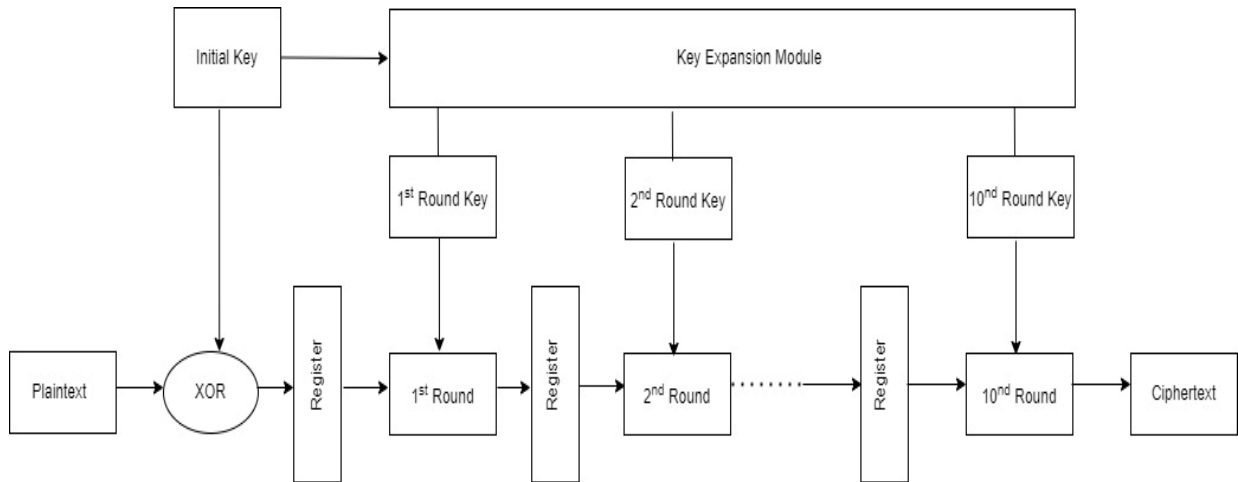 Initial Key
Key Expansion Module
1st Round Key
2nd Round Key
10nd Round Key
Plaintext
XOR
Register
1st Round
Register
2nd Round
Register
10nd Round
Ciphertext